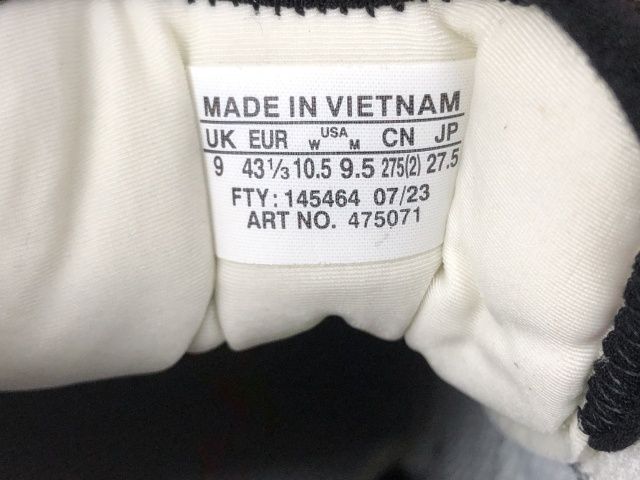 MADE IN VIETNAM
UK EUR W USA M CN JP
9 43⅓ 10.5 9.5 275(2) 27.5
FTY: 145464 07/23
ART NO. 475071